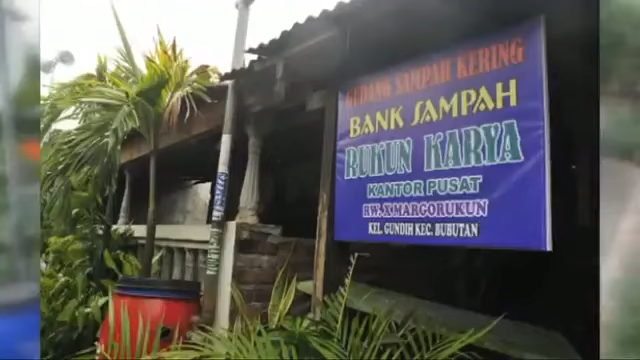 GUDANG SAMPAH KERING
BANK SAMPAH
RUKUN KARYA
KANTOR PUSAT
RW. X MARGORUKUN
KEL. GUNDIH KEC. BUBUTAN